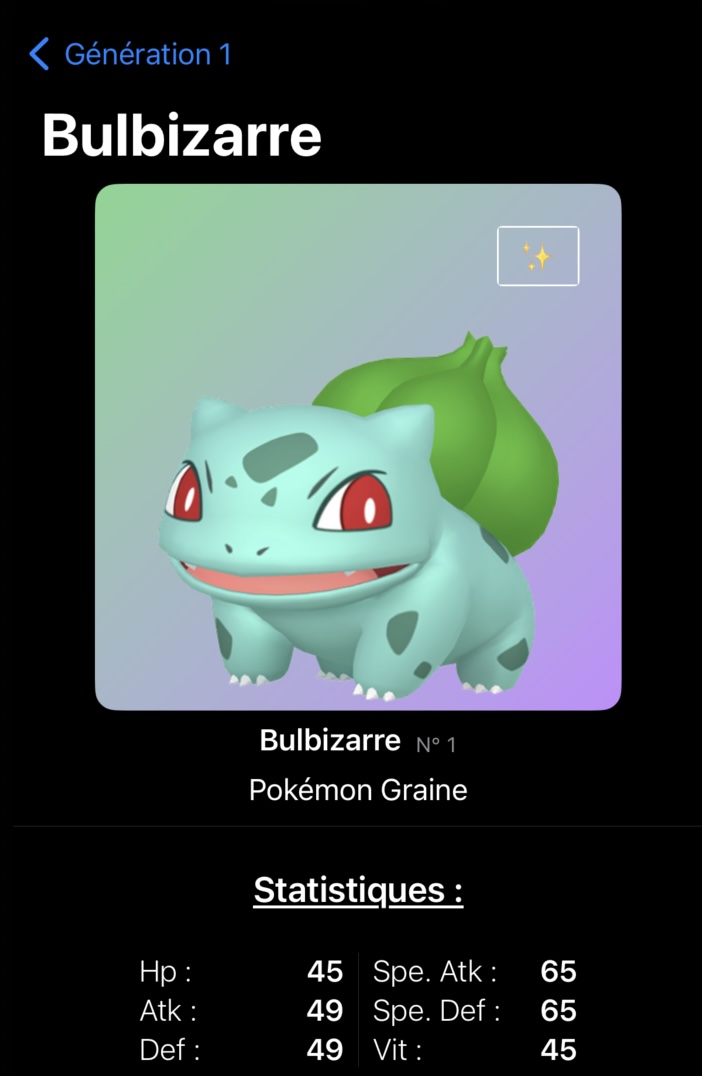 Génération 1
Bulbizarre
Bulbizarre N° 1
Pokémon Graine
Statistiques :
Hp : 45 Spe. Atk : 65
Atk : 49 Spe. Def : 65
Def : 49 Vit : 45